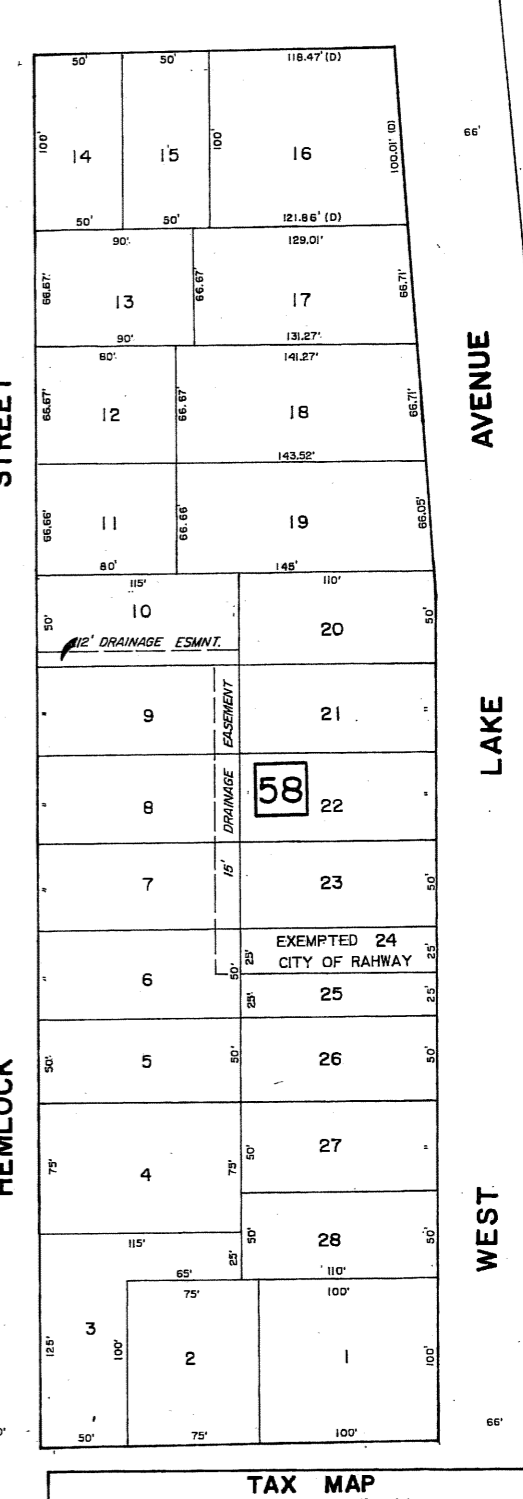 50' 50' 118.47' (D)
100' 14 15 100' 16 100.01' (D) 66'
50' 50' 121.86' (D)
90' 129.01'
66.67' 13 66.67' 17 66.71'
90' 131.27'
80' 141.27'
66.67' 12 66.67' 18 66.71'
143.52'
66.66' 11 66.66' 19 66.05'
80' 145'
115' 110'
50' 10 20 50'
12' DRAINAGE ESMNT.
" 9 21 "
" 8 58 22 "
" 7 23 50'
15' DRAINAGE EASEMENT
25' EXEMPTED 24 25'
CITY OF RAHWAY
" 6 50' 25' 25 25'
50' 5 50' 26 50'
75' 4 75' 50' 27 "
115' 25' 50' 28 50'
65' 110'
75' 100'
125' 3 100' 2 1 100'
50' 75' 100' 66'
HEMLOCK STREET
WEST LAKE AVENUE
TAX MAP